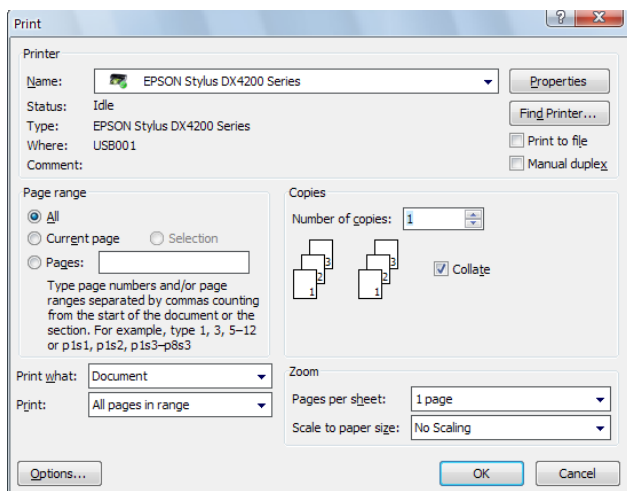 Print
Printer
Name: EPSON Stylus DX4200 Series
Properties
Status: Idle
Find Printer...
Type: EPSON Stylus DX4200 Series
Where: USB001
Print to file
Comment:
Manual duplex
Page range
All
Current page Selection
Pages:
Type page numbers and/or page
ranges separated by commas counting
from the start of the document or the
section. For example, type 1, 3, 5–12
or p1s1, p1s2, p1s3–p8s3
Copies
Number of copies: 1
3 3
2 2
1 1
Collate
Print what: Document
Print: All pages in range
Zoom
Pages per sheet: 1 page
Scale to paper size: No Scaling
Options...
OK Cancel